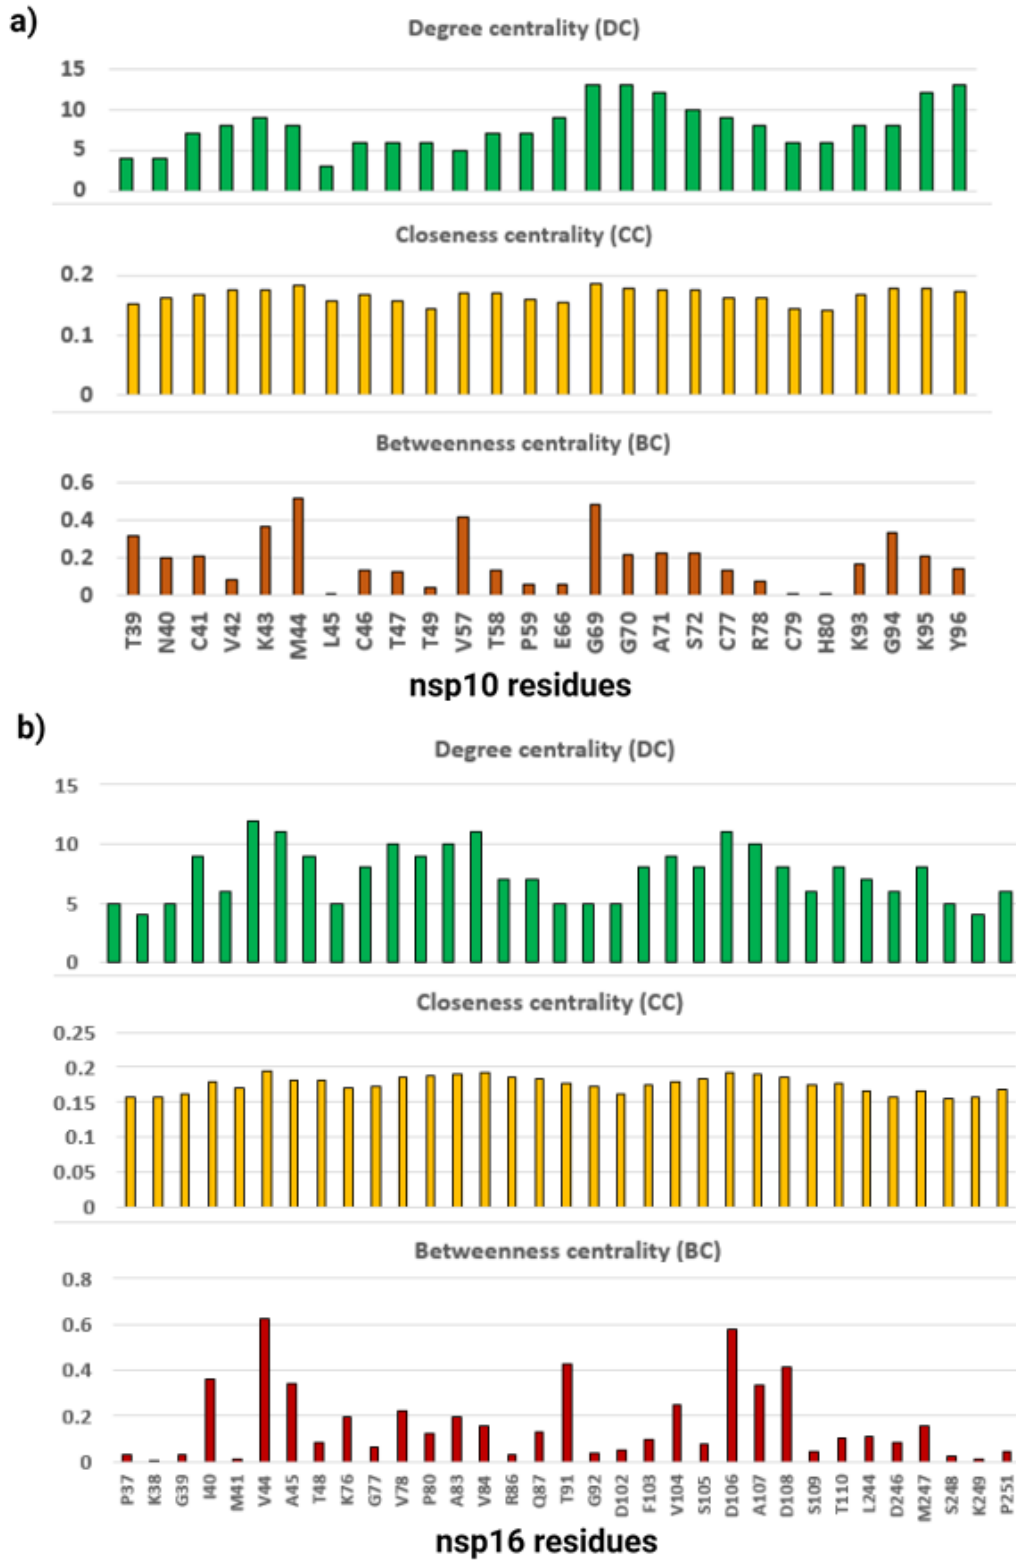 a)
Degree centrality (DC)
15
10
5
0
Closeness centrality (CC)
0.2
0.1
0
Betweenness centrality (BC)
0.6
0.4
0.2
0
T39 N40 C41 V42 K43 M44 L45 C46 T47 T49 V57 T58 P59 E66 G69 G70 A71 S72 C77 R78 C79 H80 K93 G94 K95 Y96
nsp10 residues
b)
Degree centrality (DC)
15
10
5
0
Closeness centrality (CC)
0.25
0.2
0.15
0.1
0.05
0
Betweenness centrality (BC)
0.8
0.6
0.4
0.2
0
P37 K38 G39 I40 M41 V44 A45 T48 K76 G77 V78 P80 A83 V84 R86 Q87 T91 G92 D102 F103 V104 S105 D106 A107 D108 S109 T110 L244 D246 M247 S248 K249 P251
nsp16 residues